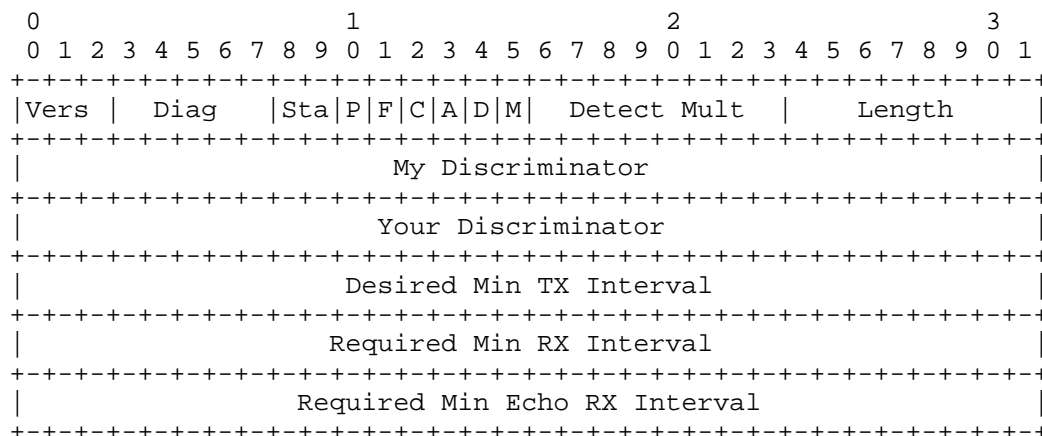 0                   1                   2                   3
 0 1 2 3 4 5 6 7 8 9 0 1 2 3 4 5 6 7 8 9 0 1 2 3 4 5 6 7 8 9 0 1
+-+-+-+-+-+-+-+-+-+-+-+-+-+-+-+-+-+-+-+-+-+-+-+-+-+-+-+-+-+-+-+-+
|Vers |  Diag   |Sta|P|F|C|A|D|M|  Detect Mult  |    Length     |
+-+-+-+-+-+-+-+-+-+-+-+-+-+-+-+-+-+-+-+-+-+-+-+-+-+-+-+-+-+-+-+-+
|                       My Discriminator                        |
+-+-+-+-+-+-+-+-+-+-+-+-+-+-+-+-+-+-+-+-+-+-+-+-+-+-+-+-+-+-+-+-+
|                      Your Discriminator                       |
+-+-+-+-+-+-+-+-+-+-+-+-+-+-+-+-+-+-+-+-+-+-+-+-+-+-+-+-+-+-+-+-+
|                    Desired Min TX Interval                    |
+-+-+-+-+-+-+-+-+-+-+-+-+-+-+-+-+-+-+-+-+-+-+-+-+-+-+-+-+-+-+-+-+
|                   Required Min RX Interval                    |
+-+-+-+-+-+-+-+-+-+-+-+-+-+-+-+-+-+-+-+-+-+-+-+-+-+-+-+-+-+-+-+-+
|                 Required Min Echo RX Interval                 |
+-+-+-+-+-+-+-+-+-+-+-+-+-+-+-+-+-+-+-+-+-+-+-+-+-+-+-+-+-+-+-+-+